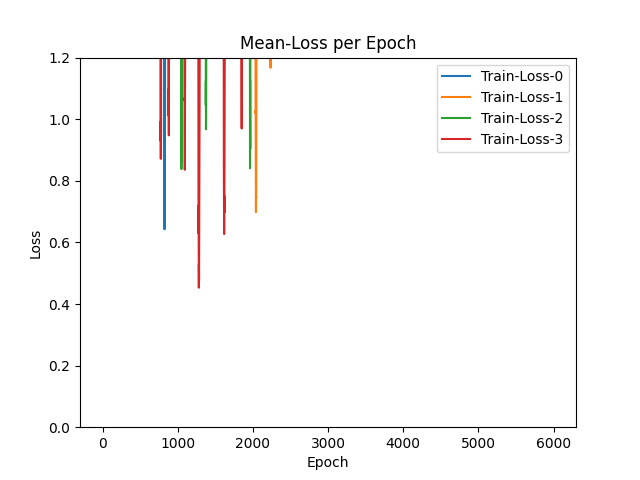 Mean-Loss per Epoch
1.2
1.0
0.8
0.6
0.4
0.2
0.0
Loss
Train-Loss-0
Train-Loss-1
Train-Loss-2
Train-Loss-3
0 1000 2000 3000 4000 5000 6000
Epoch